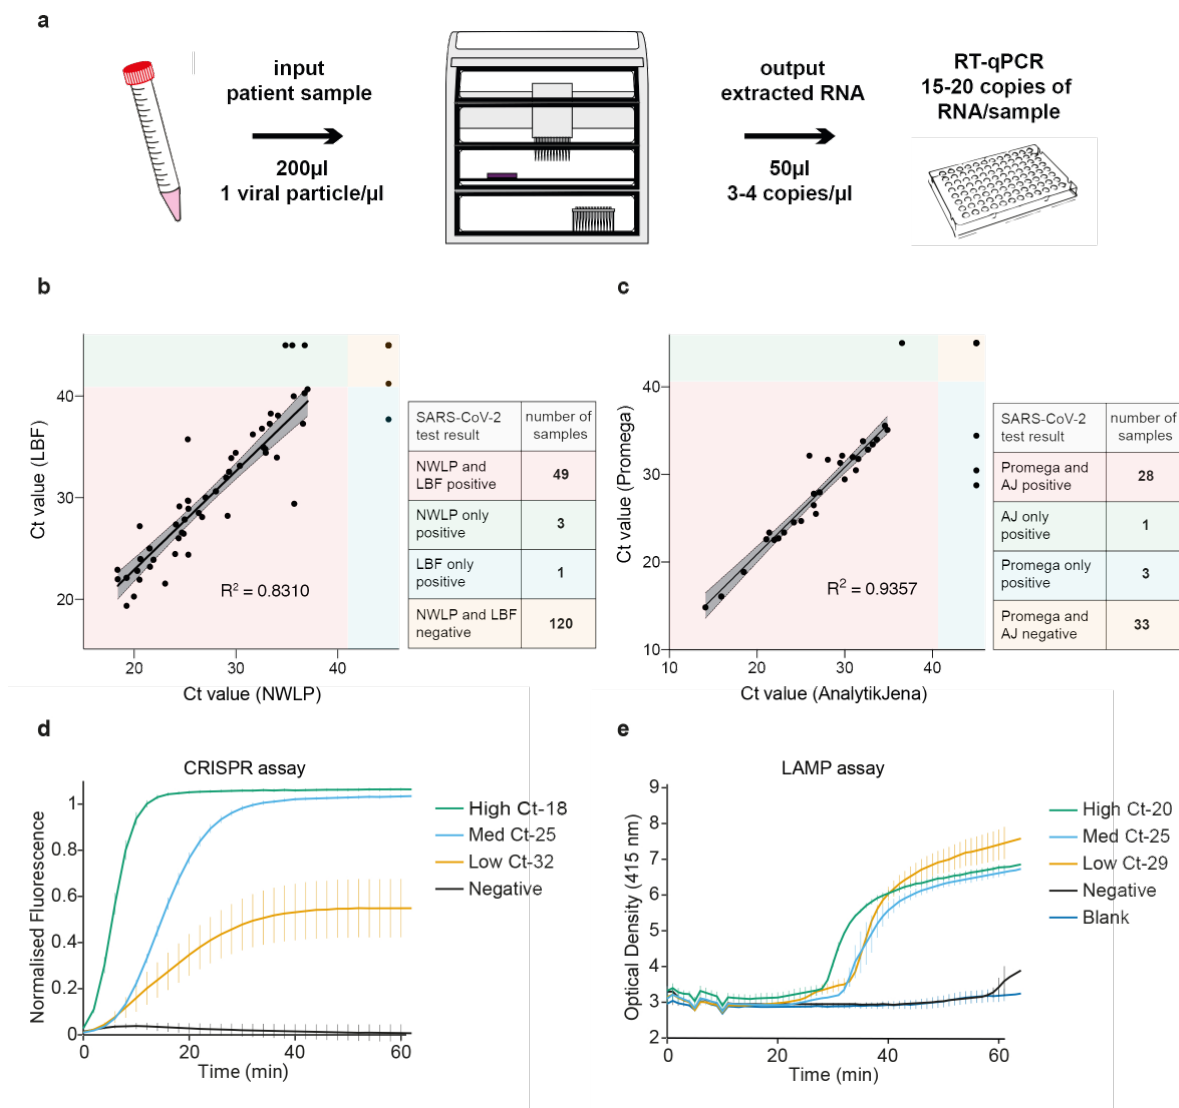 a
input
patient sample
200µl
1 viral particle/µl
output
extracted RNA
50µl
3-4 copies/µl
RT-qPCR
15-20 copies of
RNA/sample
b
Ct value (LBF)
40
30
20
20
30
40
R² = 0.8310
Ct value (NWLP)
SARS-CoV-2
test result
number of
samples
NWLP and
LBF positive
49
NWLP only
positive
3
LBF only
positive
1
NWLP and LBF
negative
120
c
Ct value (Promega)
40
30
20
10
10
20
30
40
R² = 0.9357
Ct value (AnalytikJena)
SARS-CoV-2
test result
number of
samples
Promega and
AJ positive
28
AJ only
positive
1
Promega only
positive
3
Promega and
AJ negative
33
d
CRISPR assay
Normalised Fluorescence
1
0.8
0.6
0.4
0.2
0
0
20
40
60
Time (min)
High Ct-18
Med Ct-25
Low Ct-32
Negative
e
LAMP assay
Optical Density (415 nm)
9
8
7
6
5
4
3
2
0
20
40
60
Time (min)
High Ct-20
Med Ct-25
Low Ct-29
Negative
Blank